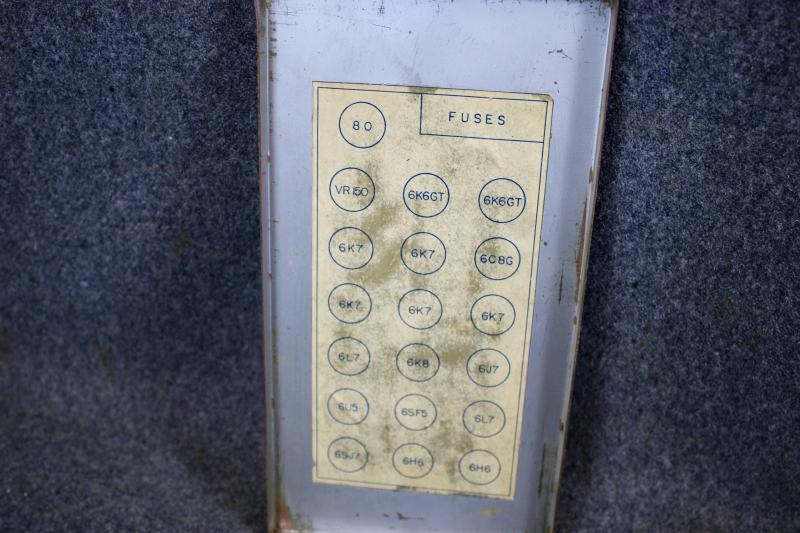 80 FUSES
VR150 6K6GT 6K6GT
6K7 6K7 6C8G
6K7 6K7 6K7
6L7 6K8 6J7
6U5 6SF5 6L7
6SJ7 6H6 6H6